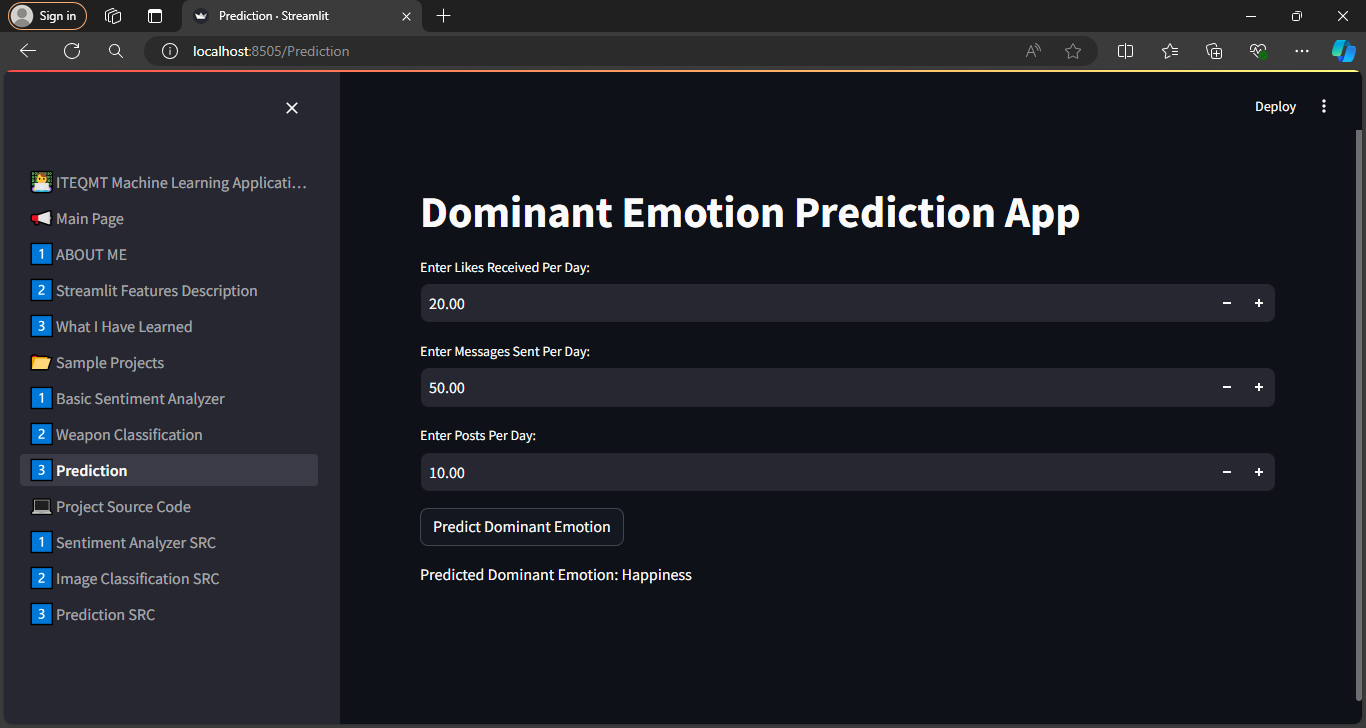 Sign in
Prediction · Streamlit
localhost:8505/Prediction
Deploy
ITEQMT Machine Learning Applicati...
Main Page
1 ABOUT ME
2 Streamlit Features Description
3 What I Have Learned
Sample Projects
1 Basic Sentiment Analyzer
2 Weapon Classification
3 Prediction
Project Source Code
1 Sentiment Analyzer SRC
2 Image Classification SRC
3 Prediction SRC
Dominant Emotion Prediction App
Enter Likes Received Per Day:
20.00
Enter Messages Sent Per Day:
50.00
Enter Posts Per Day:
10.00
Predict Dominant Emotion
Predicted Dominant Emotion: Happiness